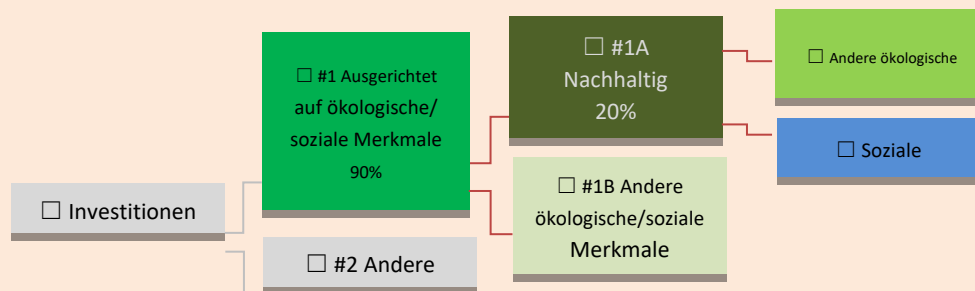 ☐ Investitionen
☐ #1 Ausgerichtet
auf ökologische/
soziale Merkmale
90%
☐ #2 Andere
☐ #1A
Nachhaltig
20%
☐ #1B Andere
ökologische/soziale
Merkmale
☐ Andere ökologische
☐ Soziale